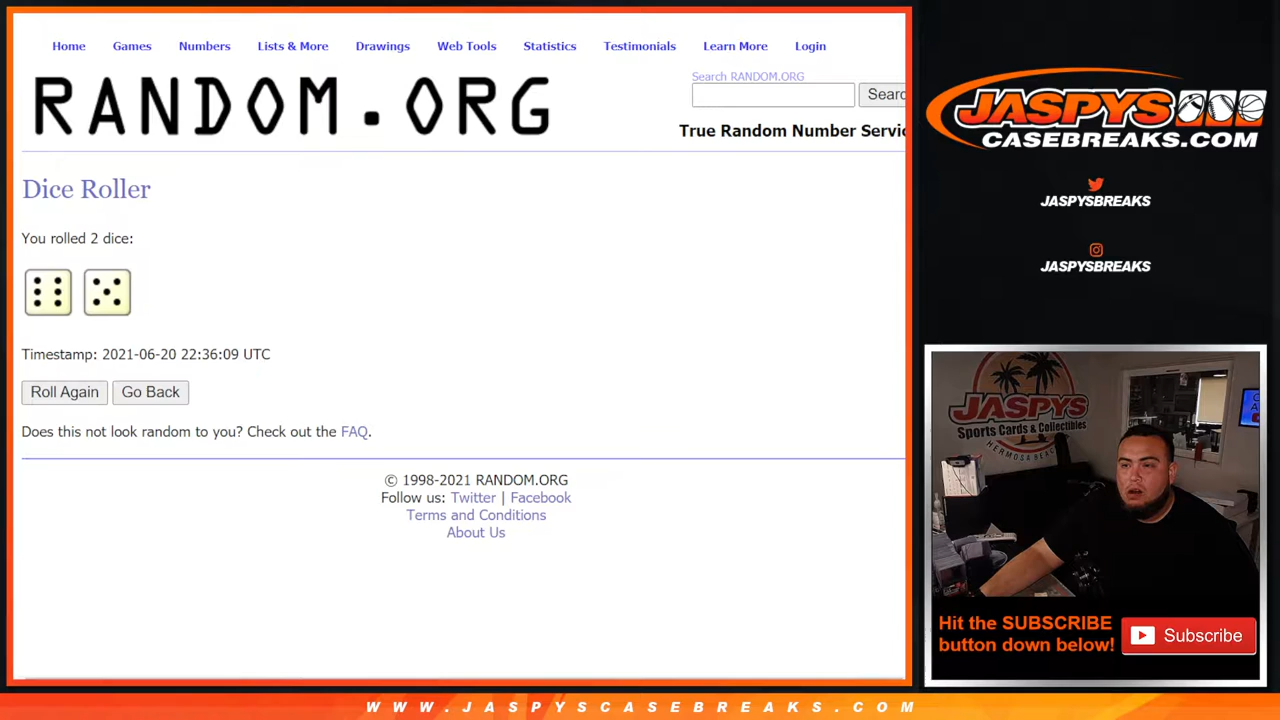 Home Games Numbers Lists & More Drawings Web Tools Statistics Testimonials Learn More Login
RANDOM.ORG
Search RANDOM.ORG
True Random Number Servic
Dice Roller
You rolled 2 dice:
Timestamp: 2021-06-20 22:36:09 UTC
Roll Again Go Back
Does this not look random to you? Check out the FAQ.
© 1998-2021 RANDOM.ORG
Follow us: Twitter | Facebook
Terms and Conditions
About Us
JASPYS
CASEBREAKS.COM
JASPYSBREAKS
JASPYSBREAKS
JASPYS
Sports Cards & Collectibles
HERMOSA BEACH
Hit the SUBSCRIBE
button down below!
Subscribe
WWW.JASPYSCASEBREAKS.COM